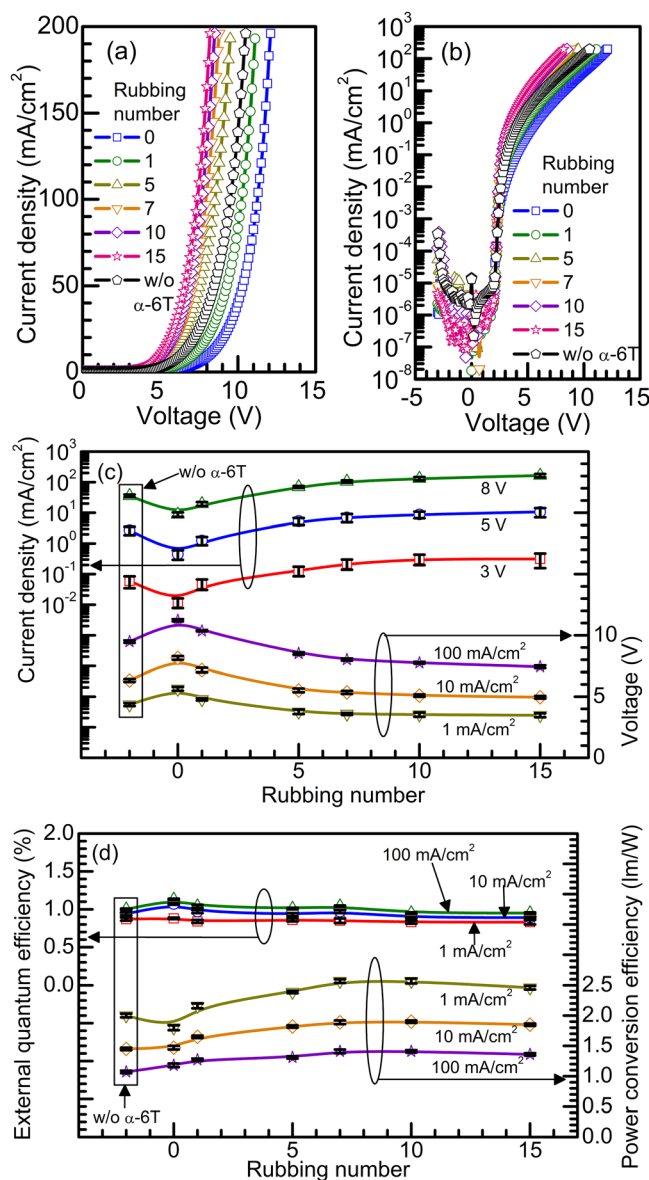 (a)
Current density (mA/cm²)
200
160
120
80
40
0
Rubbing
number
0
1
5
7
10
15
w/o
α-6T
0 5 10 15
Voltage (V)
(b)
Current density (mA/cm²)
10³
10²
10¹
10⁰
10⁻¹
10⁻²
10⁻³
10⁻⁴
10⁻⁵
10⁻⁶
10⁻⁷
10⁻⁸
Rubbing
number
0
1
5
7
10
15
w/o α-6T
-5 0 5 10 15
Voltage (V)
(c)
w/o α-6T
Current density (mA/cm²)
10³
10²
10¹
10⁰
10⁻¹
10⁻²
8 V
5 V
3 V
100 mA/cm²
10 mA/cm²
1 mA/cm²
10
5
0
Voltage (V)
0 5 10 15
Rubbing number
(d)
External quantum efficiency (%)
2.0
1.5
1.0
0.5
0.0
100 mA/cm²
10 mA/cm²
1 mA/cm²
1 mA/cm²
10 mA/cm²
100 mA/cm²
w/o α-6T
2.5
2.0
1.5
1.0
0.5
0.0
Power conversion efficiency (lm/W)
0 5 10 15
Rubbing number